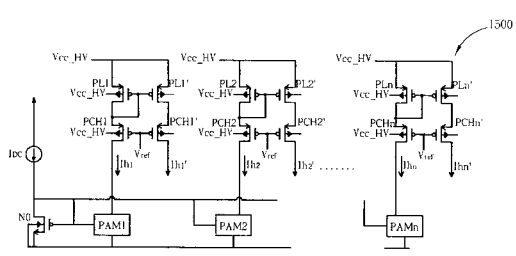 1500
Vcc_HV Vcc_HV Vcc_HV
PL1 PL1' PL2 PL2' PLn PLn'
Vcc_HV Vcc_HV Vcc_HV
PCH1 PCH1' PCH2 PCH2' PCHn PCHn'
Vcc_HV Vcc_HV Vcc_HV
Vref Vref Vref
IDC Ih1 Ih1' Ih2 Ih2' ....... Ihn Ihn'
N0 PAM1 PAM2 PAMn